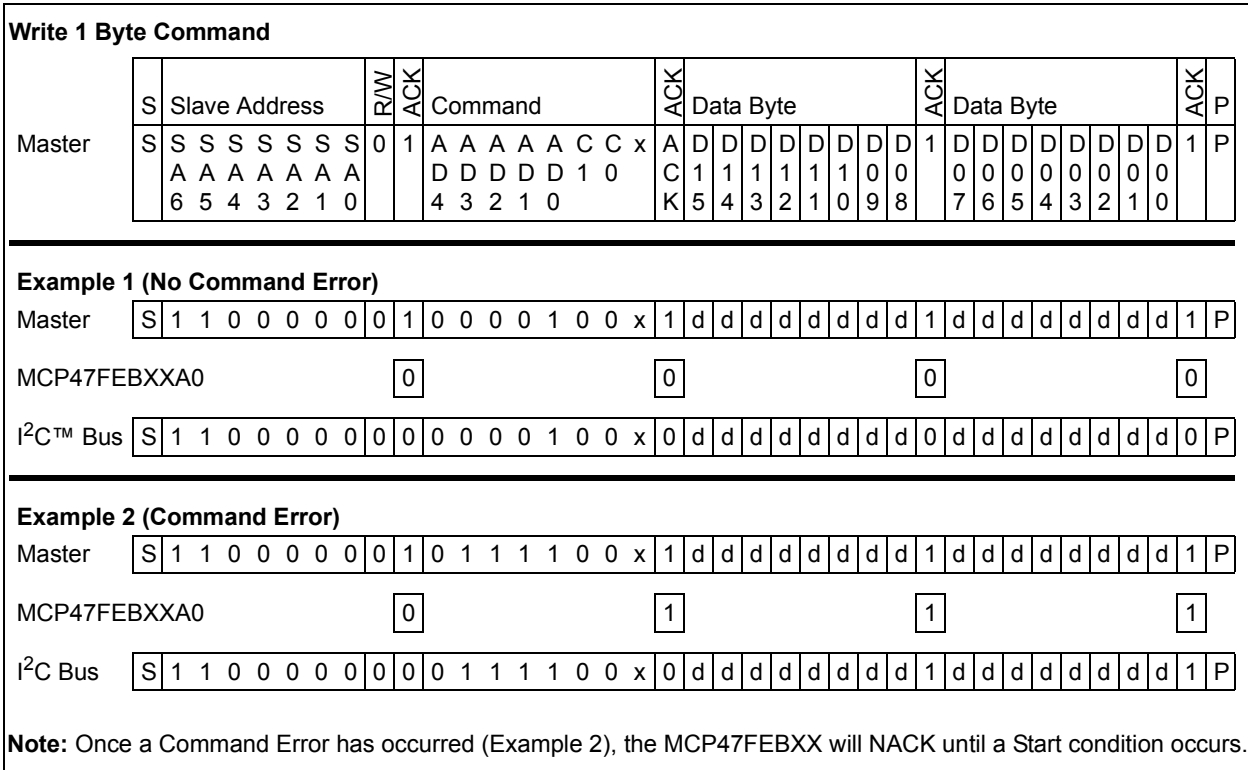 Write 1 Byte Command
S Slave Address R/W ACK Command ACK Data Byte ACK Data Byte ACK P
Master S S S S S S S S 0 1 A A A A A C C x A D D D D D D D D 1 D D D D D D D D 1 P
A A A A A A A D D D D D 1 0 C 1 1 1 1 1 1 0 0 0 0 0 0 0 0 0 0
6 5 4 3 2 1 0 4 3 2 1 0 K 5 4 3 2 1 0 9 8 7 6 5 4 3 2 1 0
Example 1 (No Command Error)
Master S 1 1 0 0 0 0 0 0 1 0 0 0 0 1 0 0 x 1 d d d d d d d d 1 d d d d d d d d 1 P
MCP47FEBXXA0 0 0 0 0
I2C™ Bus S 1 1 0 0 0 0 0 0 0 0 0 0 0 1 0 0 x 0 d d d d d d d d 0 d d d d d d d d 0 P
Example 2 (Command Error)
Master S 1 1 0 0 0 0 0 0 1 0 1 1 1 1 0 0 x 1 d d d d d d d d 1 d d d d d d d d 1 P
MCP47FEBXXA0 0 1 1 1
I2C Bus S 1 1 0 0 0 0 0 0 0 0 1 1 1 1 0 0 x 0 d d d d d d d d 1 d d d d d d d d 1 P
Note: Once a Command Error has occurred (Example 2), the MCP47FEBXX will NACK until a Start condition occurs.